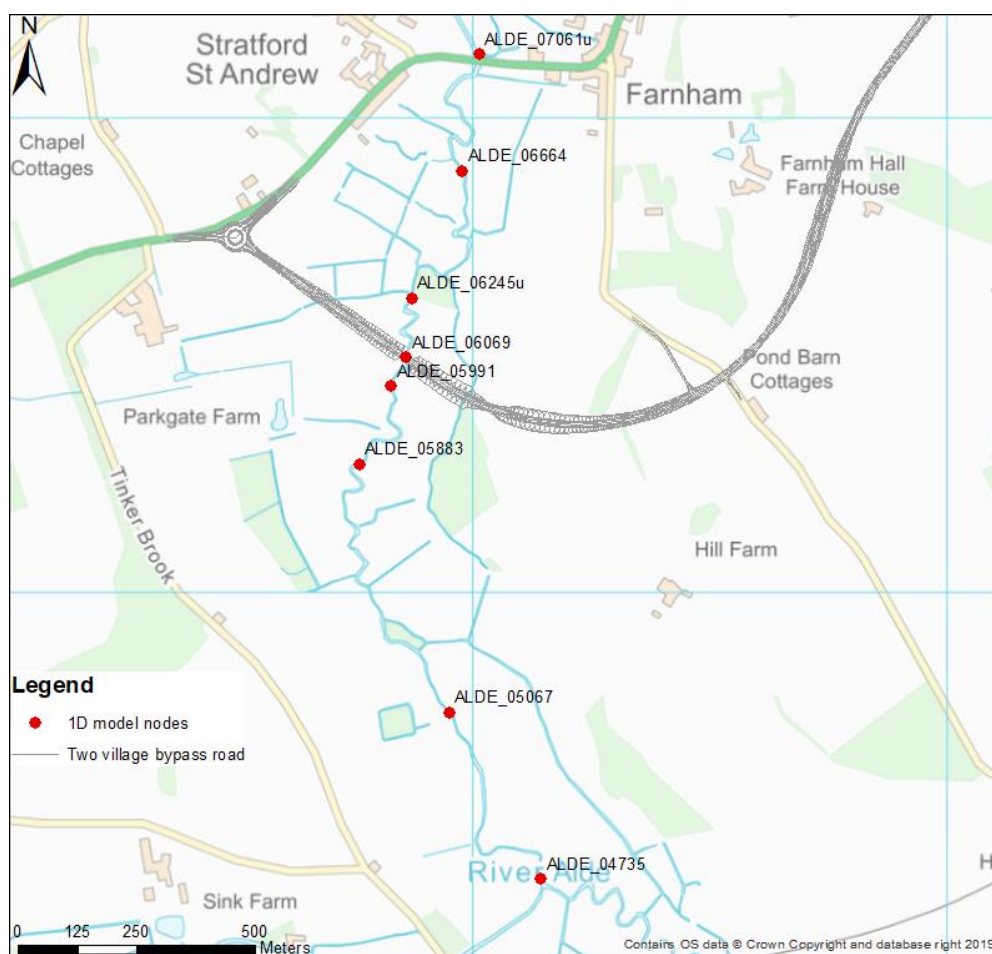 N
Stratford
St Andrew
ALDE_07061u
Farnham
Chapel
Cottages
ALDE_06664
Farnham Hall
Farm House
ALDE_06245u
ALDE_06069
ALDE_05991
Pond Barn
Cottages
Parkgate Farm
ALDE_05883
Tinker Brook
Hill Farm
Legend
1D model nodes
Two village bypass road
ALDE_05067
ALDE_04735
River Alde
Sink Farm
H
0 125 250 500
Meters
Contains OS data © Crown Copyright and database right 2019